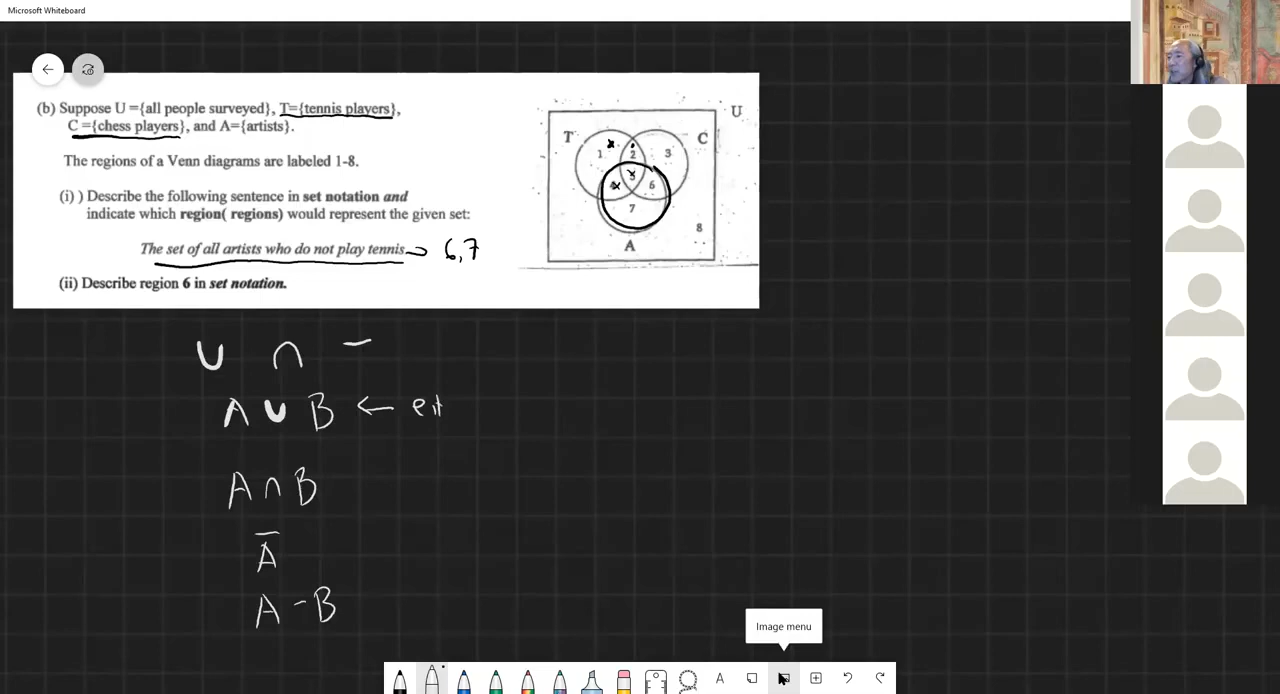 Microsoft Whiteboard
(b) Suppose U ={all people surveyed}, T={tennis players},
C ={chess players}, and A={artists}.
The regions of a Venn diagrams are labeled 1-8.
(i) ) Describe the following sentence in set notation and
indicate which region( regions) would represent the given set:
The set of all artists who do not play tennis → 6,7
(ii) Describe region 6 in set notation.
U
T
C
1
2
3
5
6
7
8
A
∪ ∩ −
A ∪ B ← eit
A ∩ B
A̅
A - B
Image menu
A